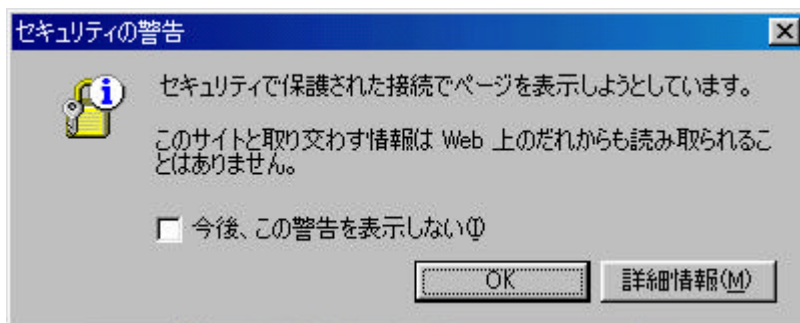 セキュリティの警告
セキュリティで保護された接続でページを表示しようとしています。
このサイトと取り交わす情報は Web 上のだれからも読み取られるこ
とはありません。
今後、この警告を表示しない(I)
OK 詳細情報(M)